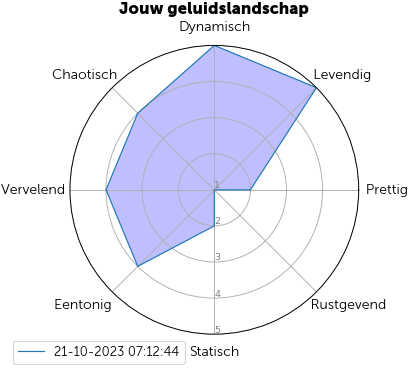 Jouw geluidslandschap
Dynamisch
Chaotisch
Levendig
Vervelend
1
Prettig
2
3
4
Eentonig
Rustgevend
5
21-10-2023 07:12:44
Statisch